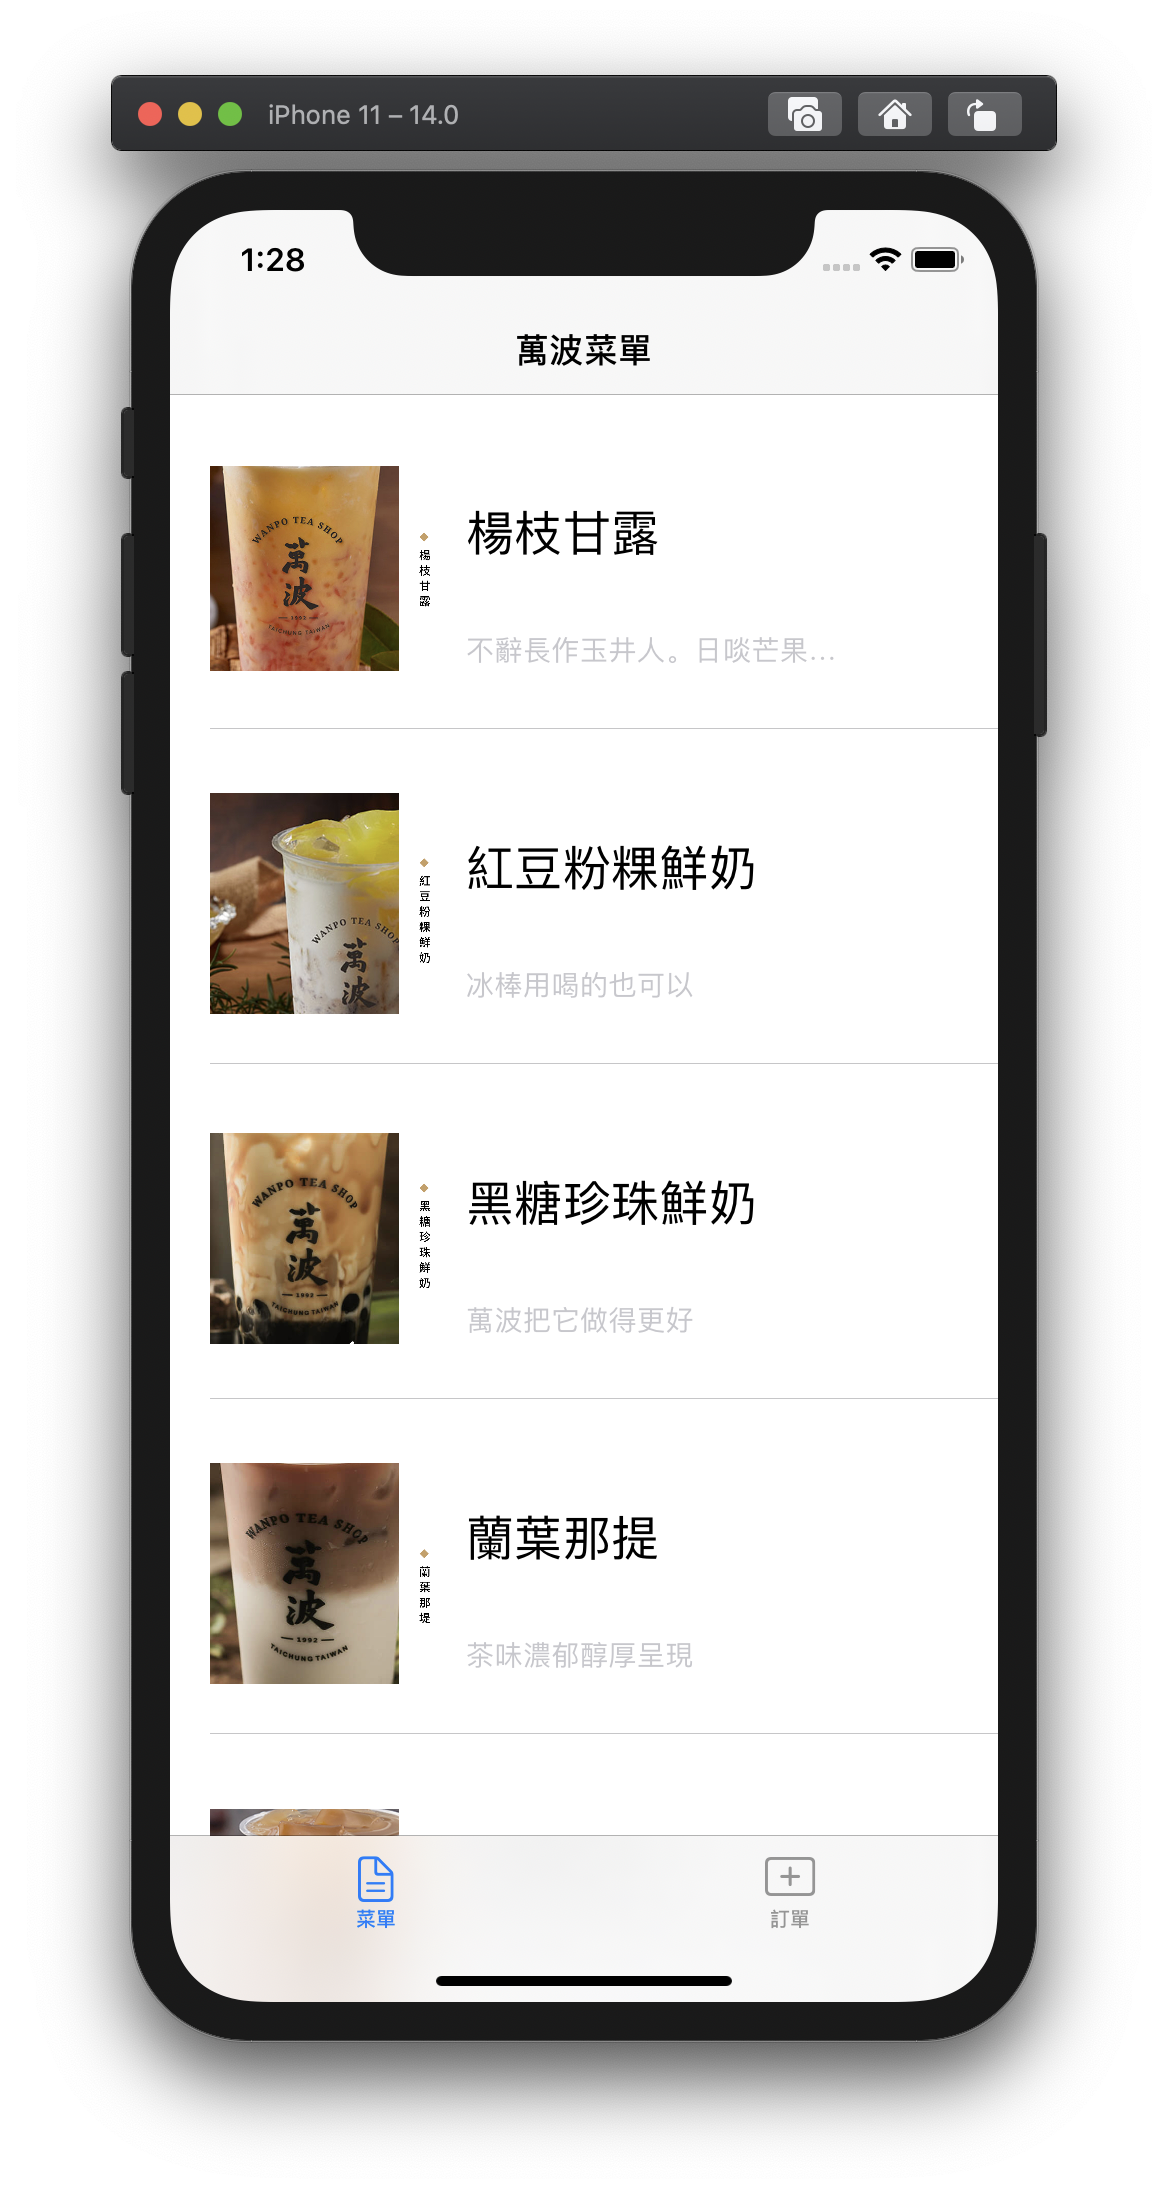 iPhone 11 – 14.0
1:28
萬波菜單
WANPO TEA SHOP
萬波
1992
TAICHUNG TAIWAN
楊枝甘露
楊枝甘露
不辭長作玉井人。日啖芒果...
WANPO TEA SHOP
萬波
紅豆粉粿鮮奶
紅豆粉粿鮮奶
冰棒用喝的也可以
WANPO TEA SHOP
萬波
1992
TAICHUNG TAIWAN
黑糖珍珠鮮奶
黑糖珍珠鮮奶
萬波把它做得更好
WANPO TEA SHOP
萬波
1992
TAICHUNG TAIWAN
蘭葉那堤
蘭葉那提
茶味濃郁醇厚呈現
菜單
訂單